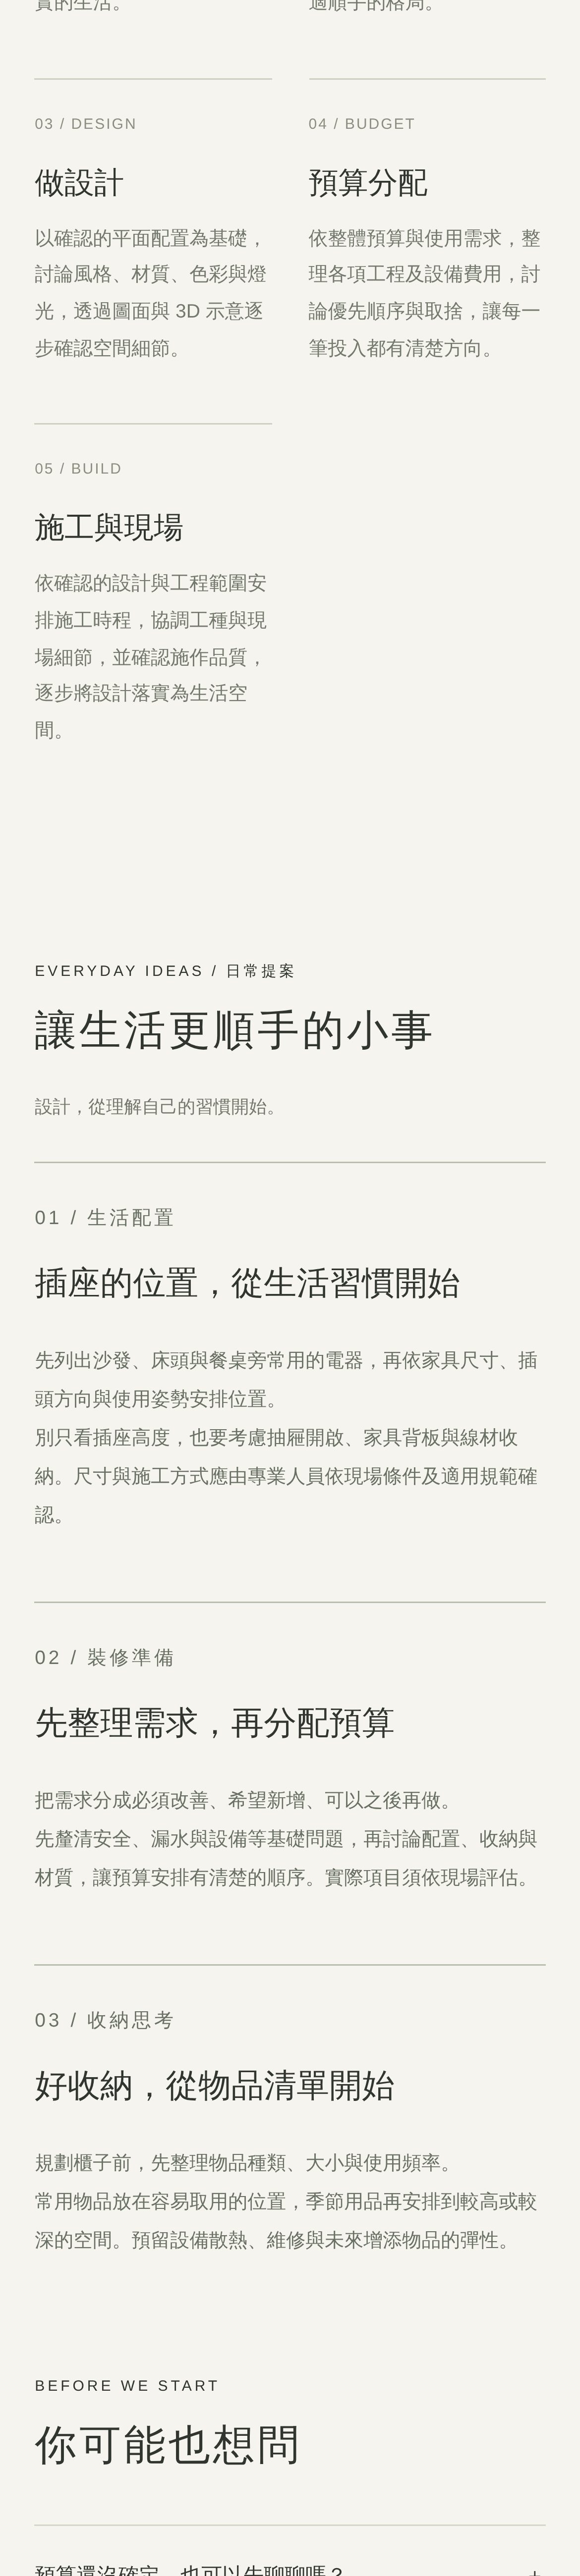 實的生活。
適順手的格局。
03 / DESIGN
做設計
以確認的平面配置為基礎，
討論風格、材質、色彩與燈
光，透過圖面與 3D 示意逐
步確認空間細節。
04 / BUDGET
預算分配
依整體預算與使用需求，整
理各項工程及設備費用，討
論優先順序與取捨，讓每一
筆投入都有清楚方向。
05 / BUILD
施工與現場
依確認的設計與工程範圍安
排施工時程，協調工種與現
場細節，並確認施作品質，
逐步將設計落實為生活空
間。
EVERYDAY IDEAS / 日常提案
讓生活更順手的小事
設計，從理解自己的習慣開始。
01 / 生活配置
插座的位置，從生活習慣開始
先列出沙發、床頭與餐桌旁常用的電器，再依家具尺寸、插
頭方向與使用姿勢安排位置。
別只看插座高度，也要考慮抽屜開啟、家具背板與線材收
納。尺寸與施工方式應由專業人員依現場條件及適用規範確
認。
02 / 裝修準備
先整理需求，再分配預算
把需求分成必須改善、希望新增、可以之後再做。
先釐清安全、漏水與設備等基礎問題，再討論配置、收納與
材質，讓預算安排有清楚的順序。實際項目須依現場評估。
03 / 收納思考
好收納，從物品清單開始
規劃櫃子前，先整理物品種類、大小與使用頻率。
常用物品放在容易取用的位置，季節用品再安排到較高或較
深的空間。預留設備散熱、維修與未來增添物品的彈性。
BEFORE WE START
你可能也想問
預算還沒確定，也可以先聊聊嗎？ +